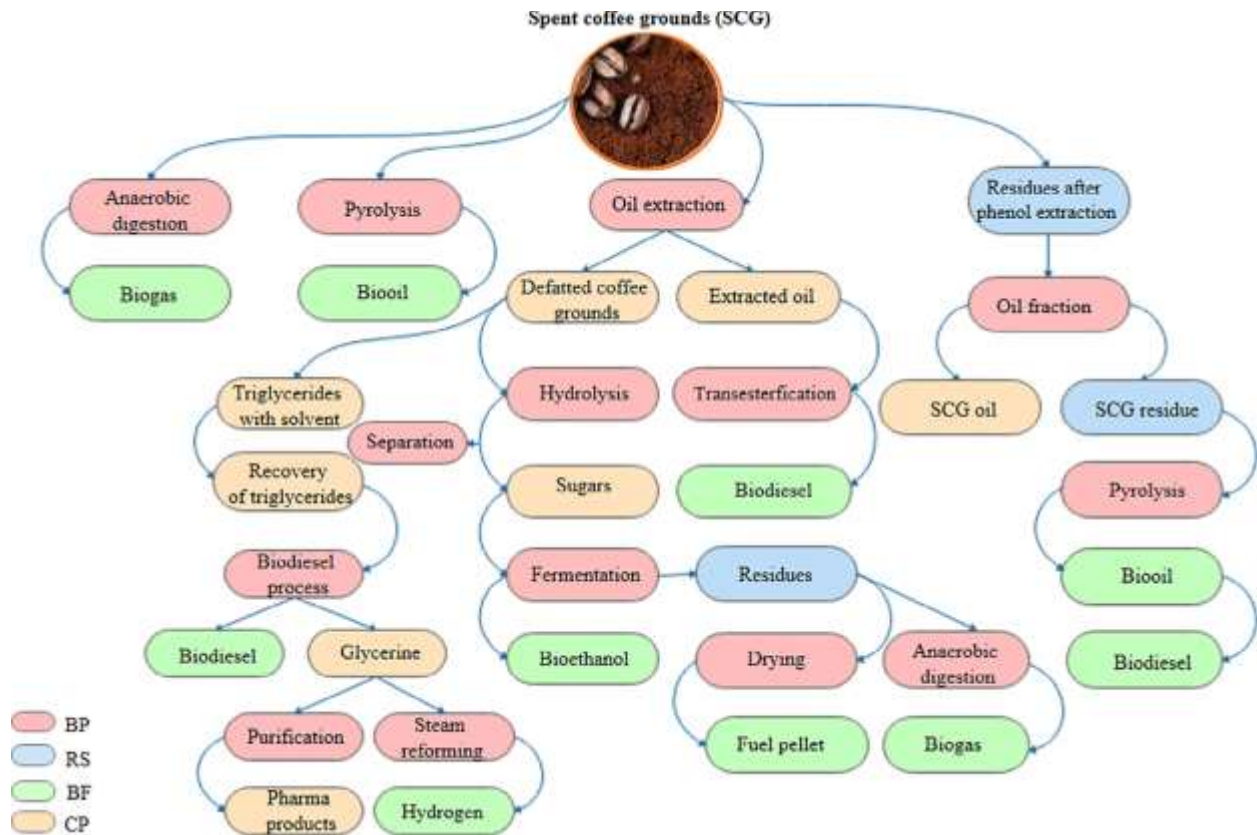 Spent coffee grounds (SCG)
Anaerobic
digestion
Pyrolysis
Oil extraction
Residues after
phenol extraction
Biogas
Biooil
Defatted coffee
grounds
Extracted oil
Oil fraction
Triglycerides
with solvent
Hydrolysis
Transesterfication
SCG oil
SCG residue
Separation
Recovery
of triglycerides
Sugars
Biodiesel
Pyrolysis
Biodiesel
process
Fermentation
Residues
Biooil
Biodiesel
Glycerine
Bioethanol
Drying
Anaerobic
digestion
Biodiesel
Purification
Steam
reforming
Fuel pellet
Biogas
Pharma
products
Hydrogen
BP
RS
BF
CP